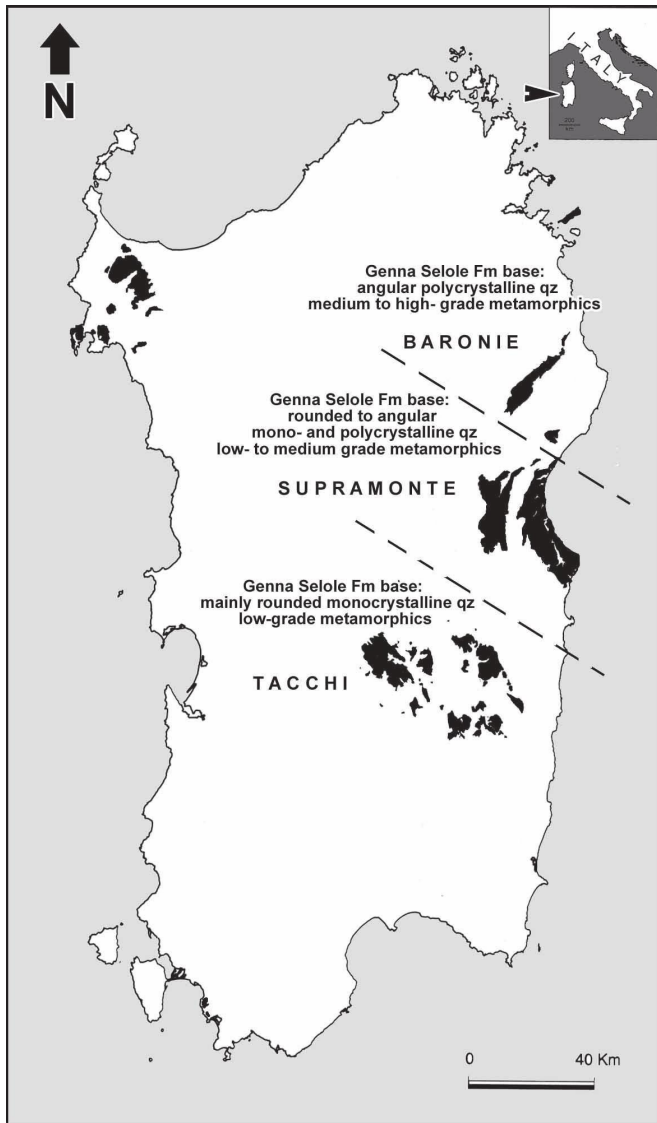 N
ITALY
200
km
Genna Selole Fm base:
angular polycrystalline qz
medium to high- grade metamorphics
BARONIE
Genna Selole Fm base:
rounded to angular
mono- and polycrystalline qz
low- to medium grade metamorphics
SUPRAMONTE
Genna Selole Fm base:
mainly rounded monocrystalline qz
low-grade metamorphics
TACCHI
0 40 Km